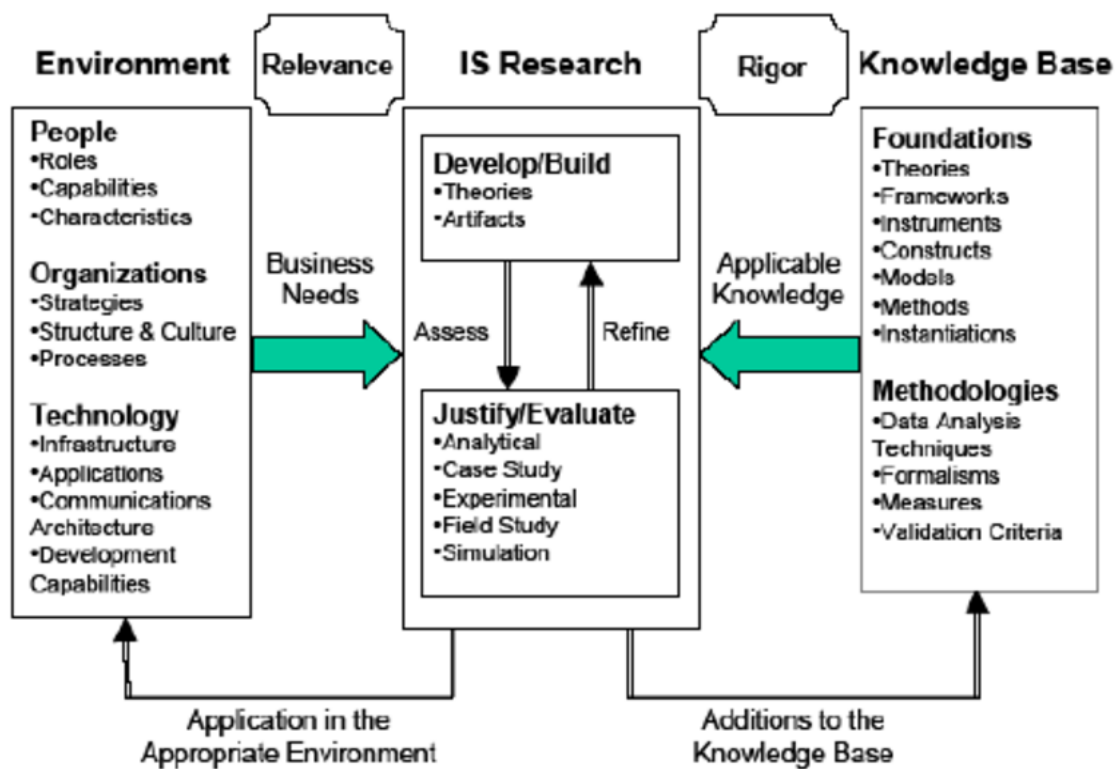 Environment
Relevance
IS Research
Rigor
Knowledge Base
People
•Roles
•Capabilities
•Characteristics
Organizations
•Strategies
•Structure & Culture
•Processes
Technology
•Infrastructure
•Applications
•Communications
Architecture
•Development
Capabilities
Business
Needs
Develop/Build
•Theories
•Artifacts
Assess
Refine
Justify/Evaluate
•Analytical
•Case Study
•Experimental
•Field Study
•Simulation
Applicable
Knowledge
Foundations
•Theories
•Frameworks
•Instruments
•Constructs
•Models
•Methods
•Instantiations
Methodologies
•Data Analysis
Techniques
•Formalisms
•Measures
•Validation Criteria
Application in the
Appropriate Environment
Additions to the
Knowledge Base